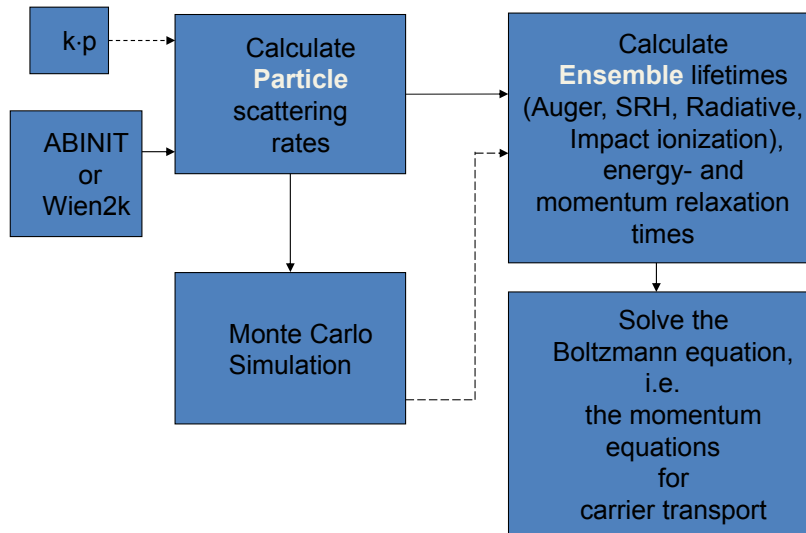 k·p
Calculate
Particle
scattering
rates
ABINIT
or
Wien2k
Calculate
Ensemble lifetimes
(Auger, SRH, Radiative,
Impact ionization),
energy- and
momentum relaxation
times
Monte Carlo
Simulation
Solve the
Boltzmann equation,
i.e.
the momentum
equations
for
carrier transport